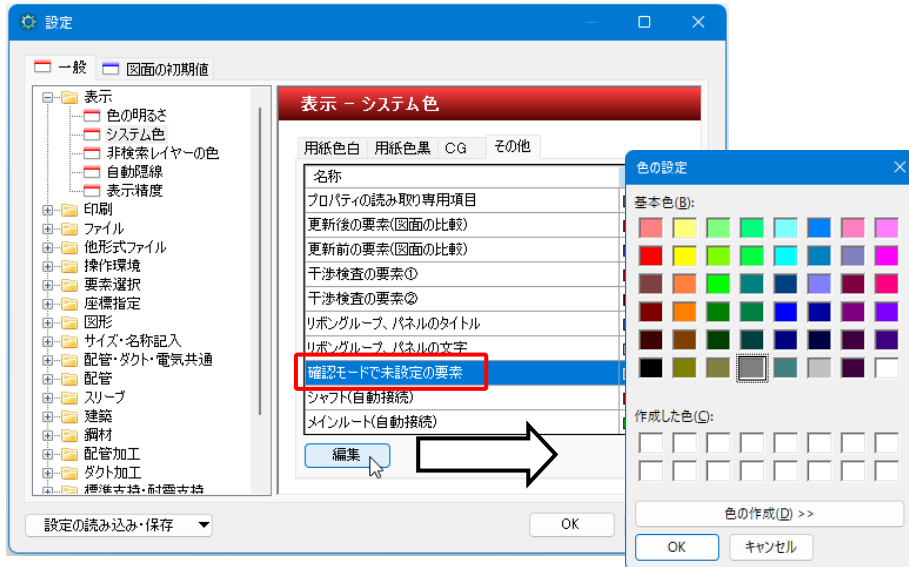 設定
一般
図面の初期値
表示
色の明るさ
システム色
非検索レイヤーの色
自動隠線
表示精度
印刷
ファイル
他形式ファイル
操作環境
要素選択
座標指定
図形
サイズ・名称記入
配管・ダクト・電気共通
配管
スリーブ
建築
鋼材
配管加工
ダクト加工
標準支持・耐震支持
表示 - システム色
用紙色白 用紙色黒 CG その他
名称
プロパティの読み取り専用項目
更新後の要素(図面の比較)
更新前の要素(図面の比較)
干渉検査の要素①
干渉検査の要素②
リボングループ、パネルのタイトル
リボングループ、パネルの文字
確認モードで未設定の要素
シャフト(自動接続)
メインルート(自動接続)
編集
設定の読み込み・保存
OK
色の設定
基本色(B):
作成した色(C):
色の作成(D) >>
OK
キャンセル